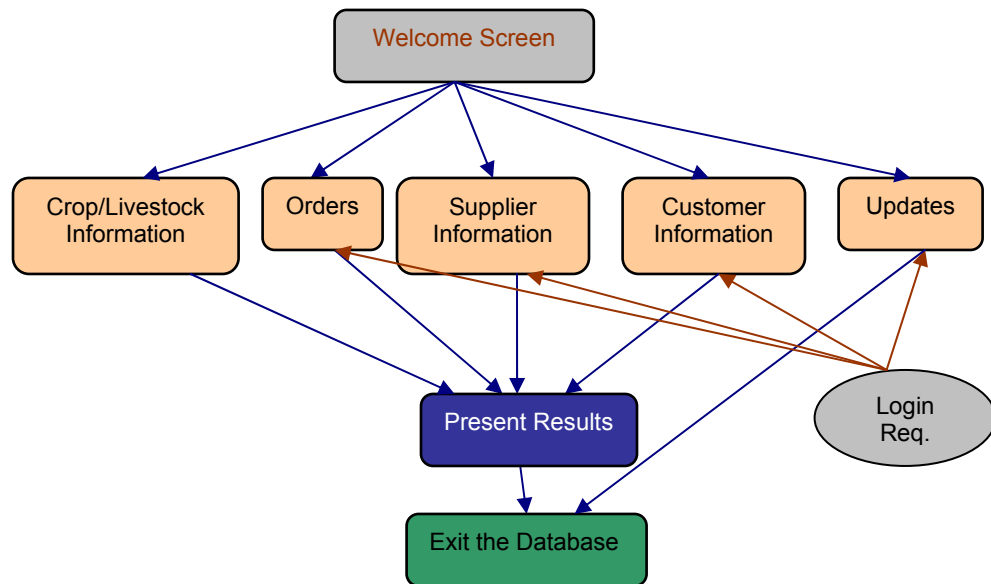 Welcome Screen
Crop/Livestock
Information
Orders
Supplier
Information
Customer
Information
Updates
Present Results
Login
Req.
Exit the Database